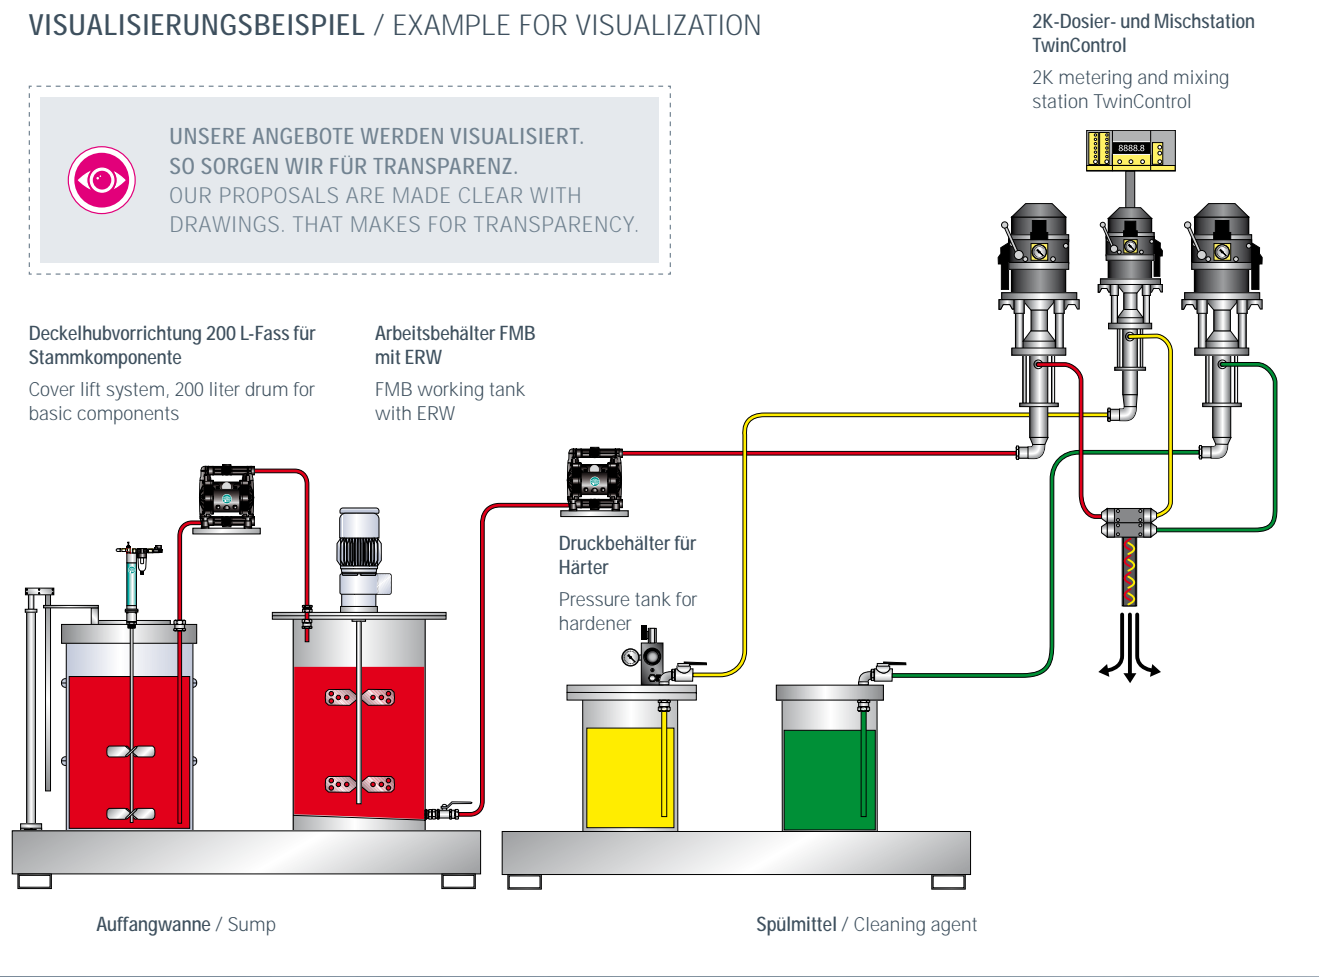 VISUALISIERUNGSBEISPIEL / EXAMPLE FOR VISUALIZATION
2K-Dosier- und Mischstation
TwinControl
2K metering and mixing
station TwinControl
UNSERE ANGEBOTE WERDEN VISUALISIERT.
SO SORGEN WIR FÜR TRANSPARENZ.
OUR PROPOSALS ARE MADE CLEAR WITH
DRAWINGS. THAT MAKES FOR TRANSPARENCY.
8888.8
Deckelhubvorrichtung 200 L-Fass für
Stammkomponente
Cover lift system, 200 liter drum for
basic components
Arbeitsbehälter FMB
mit ERW
FMB working tank
with ERW
Druckbehälter für
Härter
Pressure tank for
hardener
Auffangwanne / Sump
Spülmittel / Cleaning agent